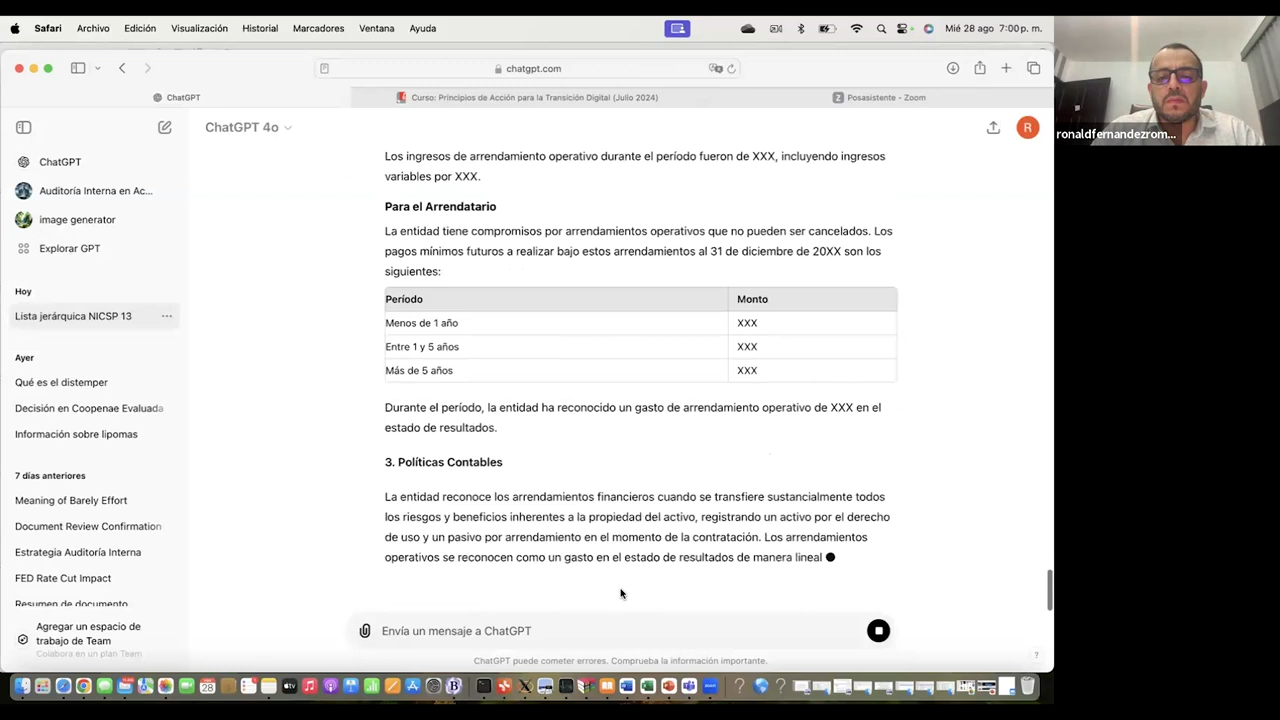 Safari Archivo Edición Visualización Historial Marcadores Ventana Ayuda Mié 28 ago 7:00 p. m.
chatgpt.com
ChatGPT Curso: Principios de Acción para la Transición Digital (Julio 2024) Posasistente - Zoom
ChatGPT 4o R
ronaldfernandezrom...
ChatGPT
Auditoría Interna en Ac...
image generator
Explorar GPT
Hoy
Lista jerárquica NICSP 13 ...
Ayer
Qué es el distemper
Decisión en Coopenae Evaluada
Información sobre lipomas
7 días anteriores
Meaning of Barely Effort
Document Review Confirmation
Estrategia Auditoría Interna
FED Rate Cut Impact
Resumen de documento
Agregar un espacio de
trabajo de Team
Colabora en un plan Team
Los ingresos de arrendamiento operativo durante el período fueron de XXX, incluyendo ingresos
variables por XXX.
Para el Arrendatario
La entidad tiene compromisos por arrendamientos operativos que no pueden ser cancelados. Los
pagos mínimos futuros a realizar bajo estos arrendamientos al 31 de diciembre de 20XX son los
siguientes:
Período Monto
Menos de 1 año XXX
Entre 1 y 5 años XXX
Más de 5 años XXX
Durante el período, la entidad ha reconocido un gasto de arrendamiento operativo de XXX en el
estado de resultados.
3. Políticas Contables
La entidad reconoce los arrendamientos financieros cuando se transfiere sustancialmente todos
los riesgos y beneficios inherentes a la propiedad del activo, registrando un activo por el derecho
de uso y un pasivo por arrendamiento en el momento de la contratación. Los arrendamientos
operativos se reconocen como un gasto en el estado de resultados de manera lineal
Envía un mensaje a ChatGPT
ChatGPT puede cometer errores. Comprueba la información importante.
?